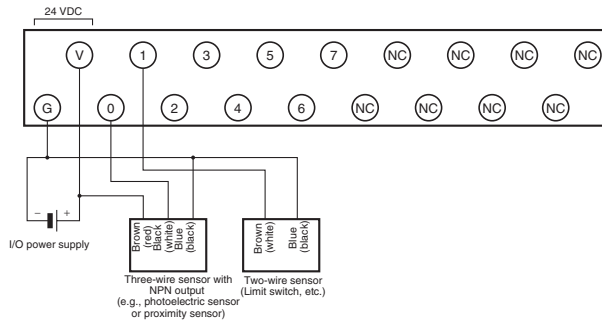 24 VDC
V 1 3 5 7 NC NC NC NC
G 0 2 4 6 NC NC NC NC
− +
I/O power supply
Brown
(red)
Black
(white)
Blue
(black)
Brown
(white)
Blue
(black)
Three-wire sensor with
NPN output
(e.g., photoelectric sensor
or proximity sensor)
Two-wire sensor
(Limit switch, etc.)